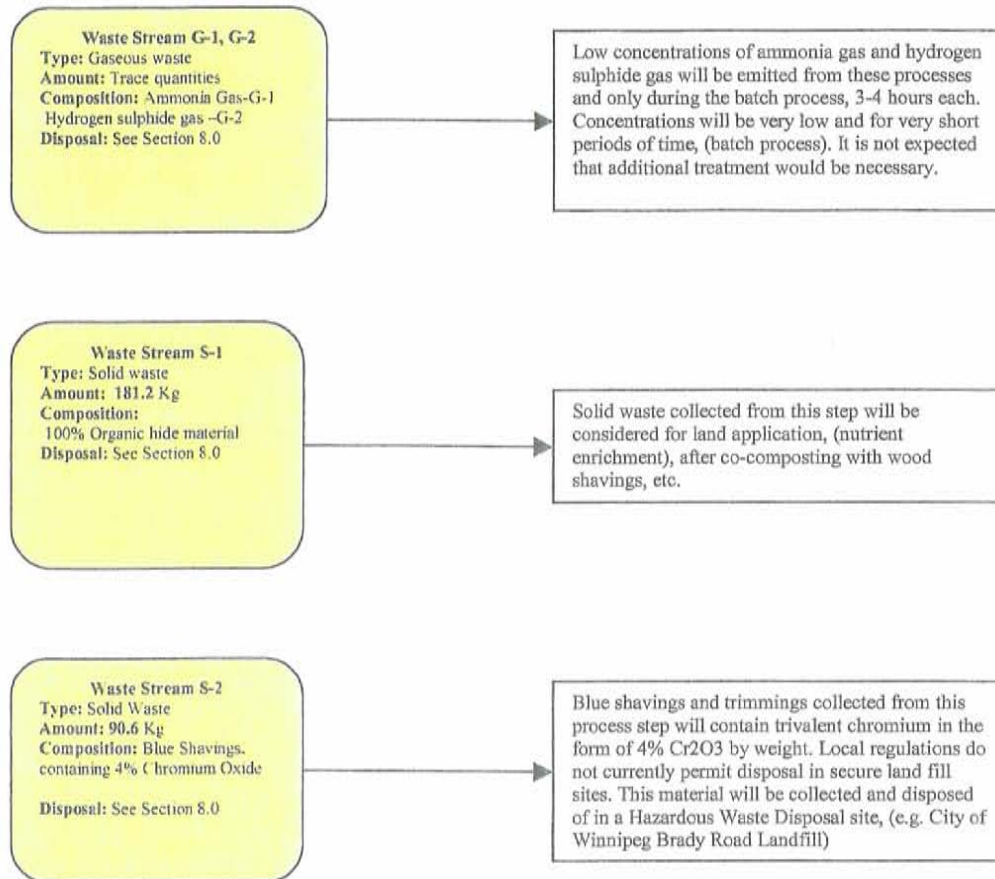 Waste Stream G-1, G-2
Type: Gaseous waste
Amount: Trace quantities
Composition: Ammonia Gas-G-1
Hydrogen sulphide gas –G-2
Disposal: See Section 8.0
Low concentrations of ammonia gas and hydrogen
sulphide gas will be emitted from these processes
and only during the batch process, 3-4 hours each.
Concentrations will be very low and for very short
periods of time, (batch process). It is not expected
that additional treatment would be necessary.
Waste Stream S-1
Type: Solid waste
Amount: 181.2 Kg
Composition:
100% Organic hide material
Disposal: See Section 8.0
Solid waste collected from this step will be
considered for land application, (nutrient
enrichment), after co-composting with wood
shavings, etc.
Waste Stream S-2
Type: Solid Waste
Amount: 90.6 Kg
Composition: Blue Shavings.
containing 4% Chromium Oxide
Disposal: See Section 8.0
Blue shavings and trimmings collected from this
process step will contain trivalent chromium in the
form of 4% Cr2O3 by weight. Local regulations do
not currently permit disposal in secure land fill
sites. This material will be collected and disposed
of in a Hazardous Waste Disposal site, (e.g. City of
Winnipeg Brady Road Landfill)